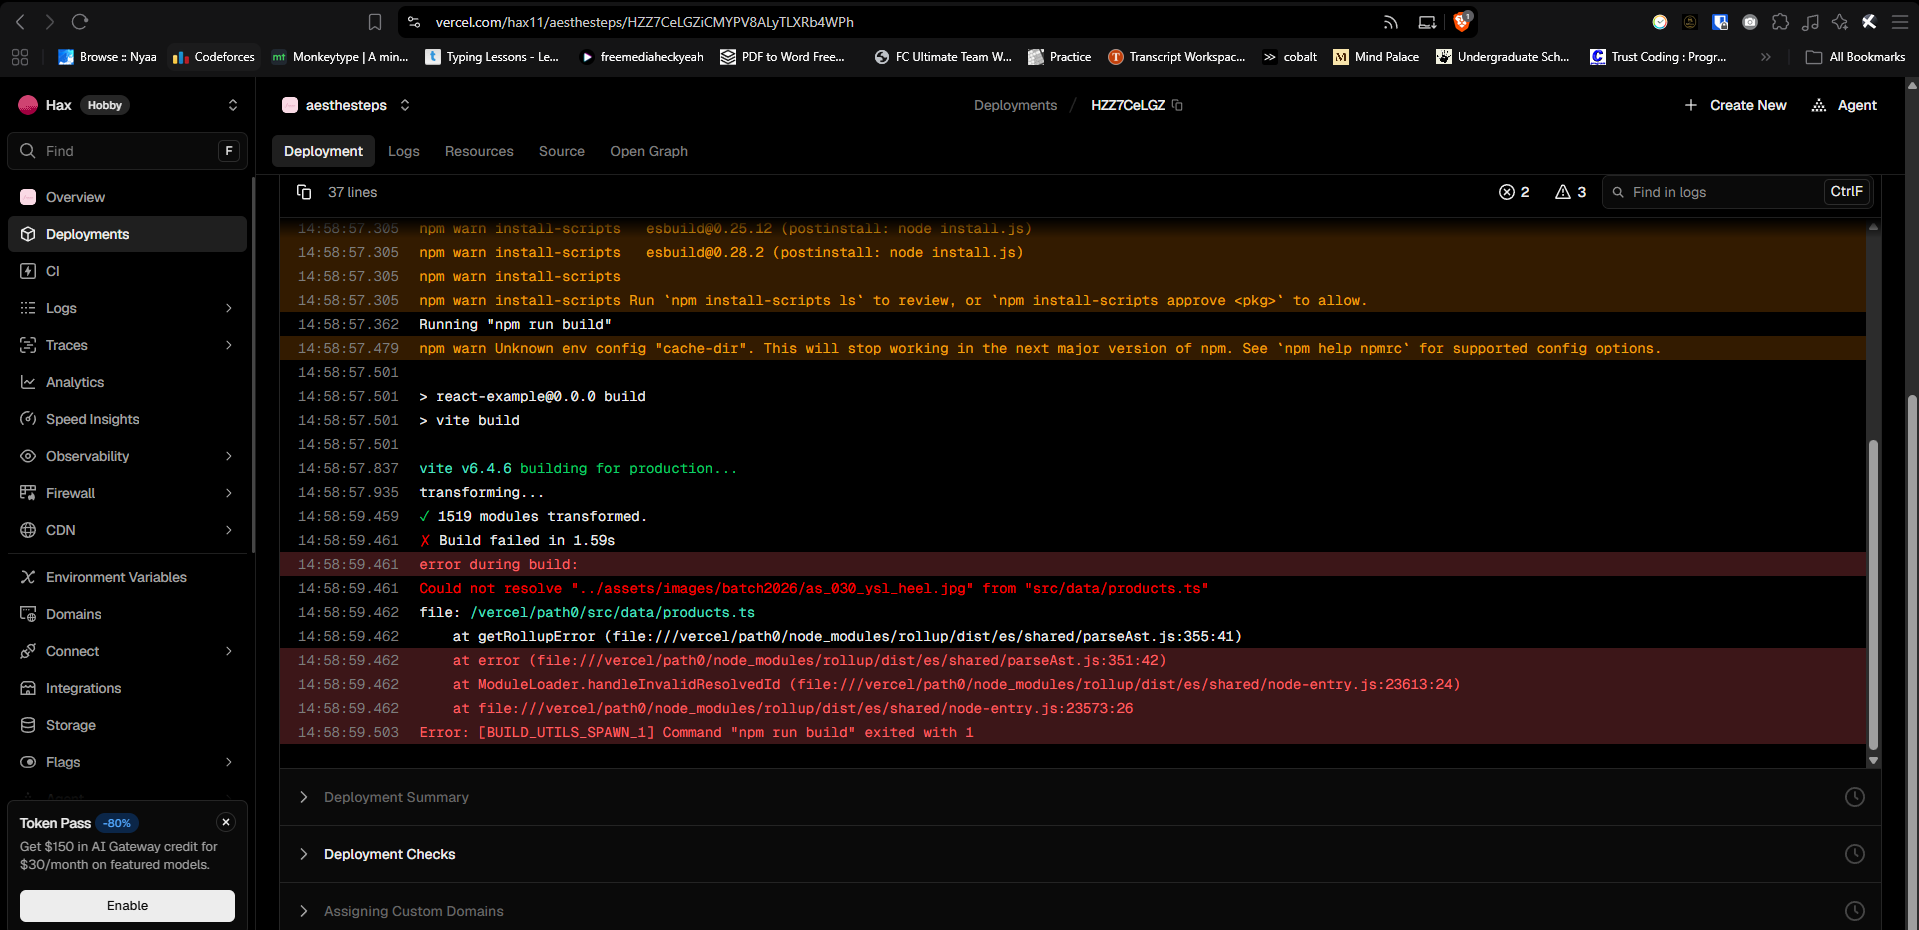 vercel.com/hax11/aesthesteps/HZZ7CeLGZiCMYPV8ALyTLXRb4WPh
1
Browse :: Nyaa
Codeforces
mt Monkeytype | A min...
t Typing Lessons - Le...
freemediaheckyeah
PDF to Word Free...
FC Ultimate Team W...
Practice
T Transcript Workspac...
cobalt
M Mind Palace
Undergraduate Sch...
Trust Coding : Progr...
All Bookmarks
Hax Hobby
aesthesteps
Deployments / HZZ7CeLGZ
Create New
Agent
Find F
Deployment Logs Resources Source Open Graph
37 lines
2
3
Find in logs CtrlF
Overview
Deployments
CI
Logs
Traces
Analytics
Speed Insights
Observability
Firewall
CDN
Environment Variables
Domains
Connect
Integrations
Storage
Flags
Agent
Token Pass -80%
Get $150 in AI Gateway credit for
$30/month on featured models.
Enable
14:58:57.305 npm warn install-scripts   esbuild@0.25.12 (postinstall: node install.js)
14:58:57.305 npm warn install-scripts   esbuild@0.28.2 (postinstall: node install.js)
14:58:57.305 npm warn install-scripts
14:58:57.305 npm warn install-scripts Run `npm install-scripts ls` to review, or `npm install-scripts approve <pkg>` to allow.
14:58:57.362 Running "npm run build"
14:58:57.479 npm warn Unknown env config "cache-dir". This will stop working in the next major version of npm. See `npm help npmrc` for supported config options.
14:58:57.501
14:58:57.501 > react-example@0.0.0 build
14:58:57.501 > vite build
14:58:57.501
14:58:57.837 vite v6.4.6 building for production...
14:58:57.935 transforming...
14:58:59.459 ✓ 1519 modules transformed.
14:58:59.461 ✗ Build failed in 1.59s
14:58:59.461 error during build:
14:58:59.461 Could not resolve "../assets/images/batch2026/as_030_ysl_heel.jpg" from "src/data/products.ts"
14:58:59.462 file: /vercel/path0/src/data/products.ts
14:58:59.462     at getRollupError (file:///vercel/path0/node_modules/rollup/dist/es/shared/parseAst.js:355:41)
14:58:59.462     at error (file:///vercel/path0/node_modules/rollup/dist/es/shared/parseAst.js:351:42)
14:58:59.462     at ModuleLoader.handleInvalidResolvedId (file:///vercel/path0/node_modules/rollup/dist/es/shared/node-entry.js:23613:24)
14:58:59.462     at file:///vercel/path0/node_modules/rollup/dist/es/shared/node-entry.js:23573:26
14:58:59.503 Error: [BUILD_UTILS_SPAWN_1] Command "npm run build" exited with 1
Deployment Summary
Deployment Checks
Assigning Custom Domains